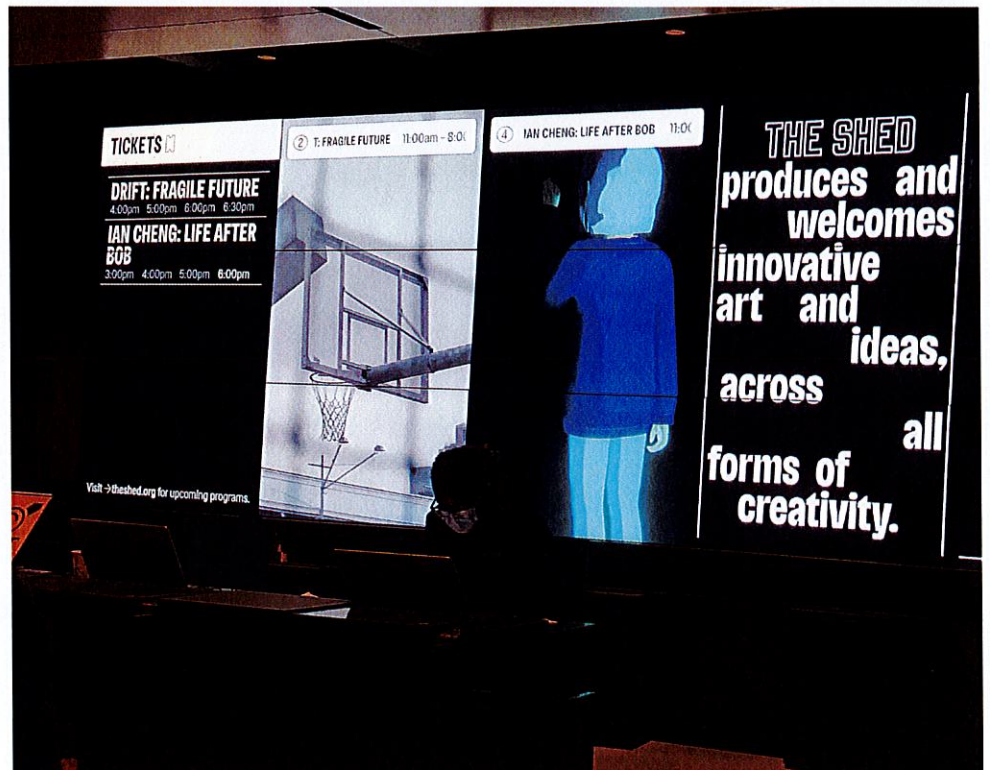 TICKETS
DRIFT: FRAGILE FUTURE
4:00pm 5:00pm 6:00pm 6:30pm
IAN CHENG: LIFE AFTER
BOB
3:00pm 4:00pm 5:00pm 6:00pm
Visit →theshed.org for upcoming programs.
② T: FRAGILE FUTURE 11:00am – 8:0(
④ IAN CHENG: LIFE AFTER BOB 11:0(
THE SHED
produces and
welcomes
innovative
art and
ideas,
across
all
forms of
creativity.